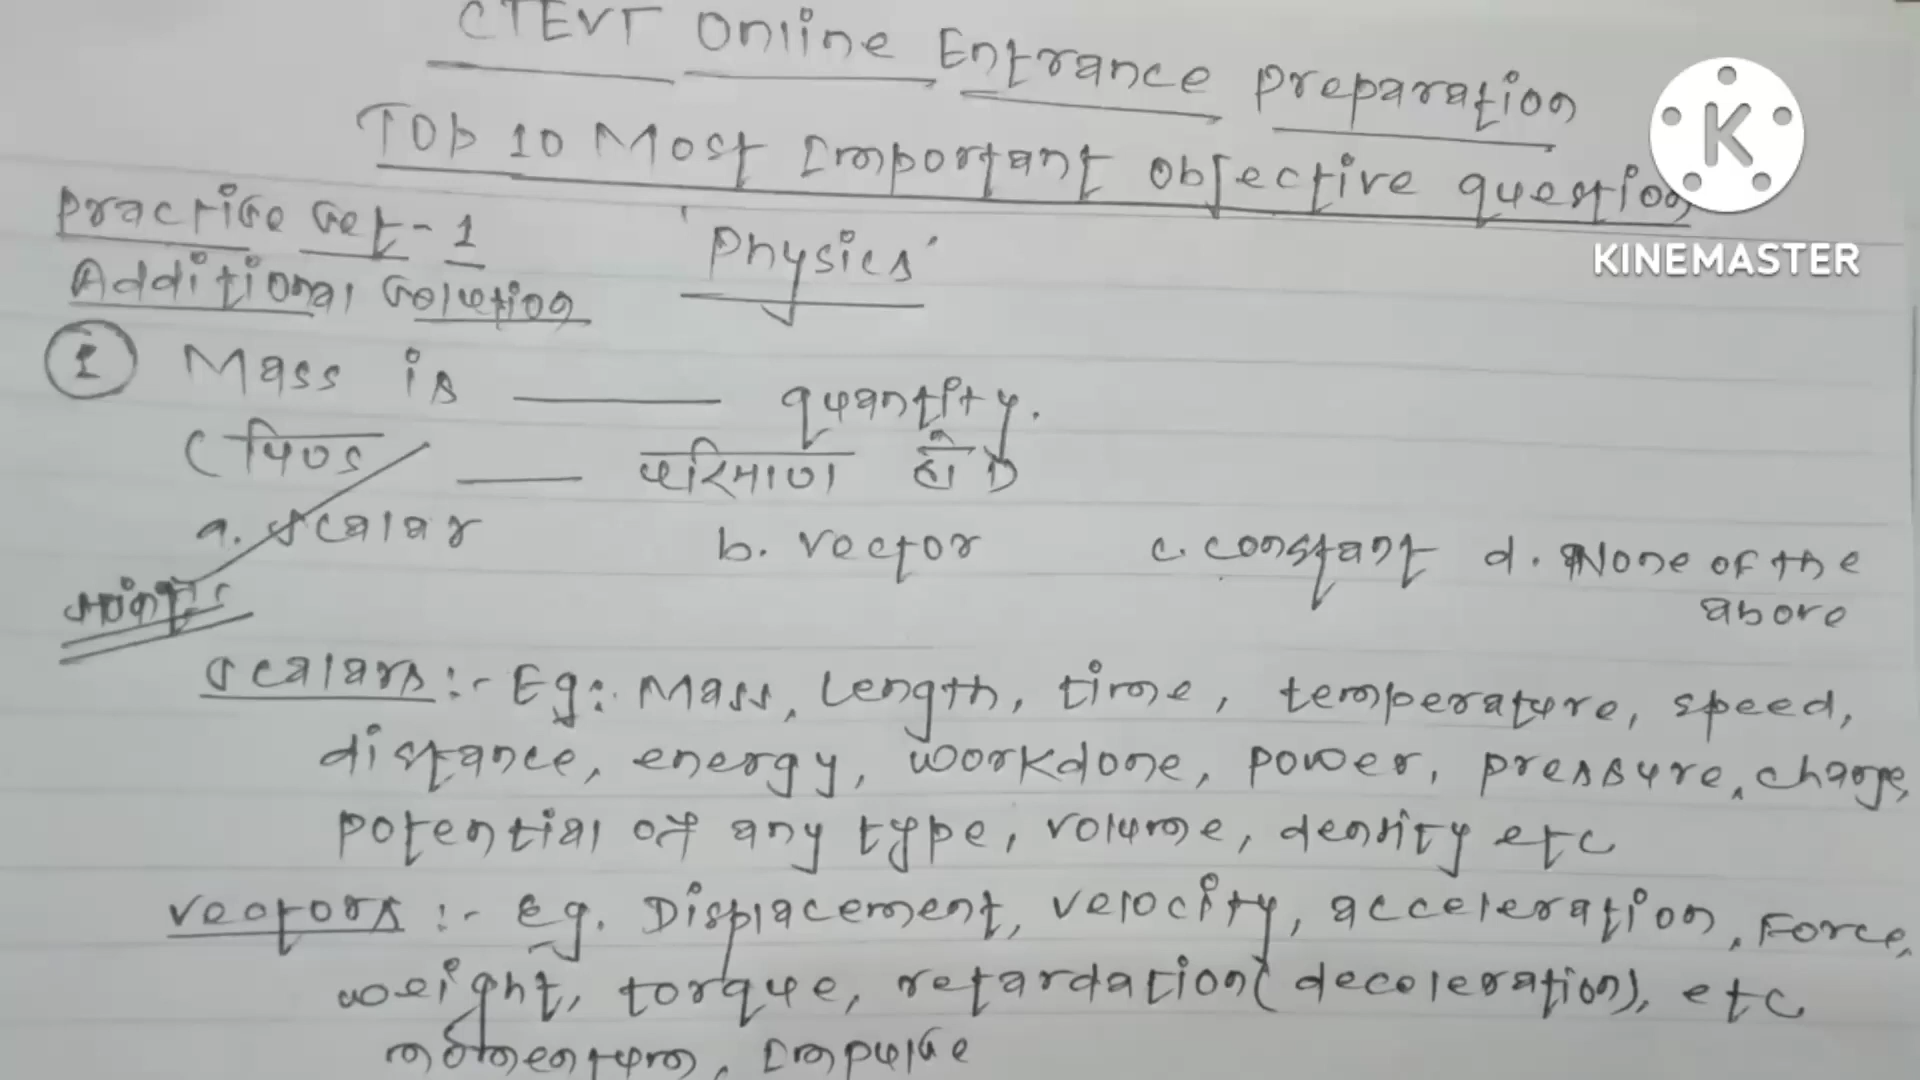 CTEVT Online Entrance preparation
Top 10 Most Important objective question
KINEMASTER
practice set-1
'Physics'
Additional solution
1 Mass is ____ quantity.
( पिण्ड ____ परिमाण हो )
a. scalar b. vector c. constant d. None of the
above
scalars :- Eg: Mass, length, time, temperature, speed,
distance, energy, workdone, power, pressure, charge,
potential of any type, volume, density etc
vectors :- Eg. Displacement, velocity, acceleration, Force,
weight, torque, retardation (deceleration), etc
momentum, Impulse